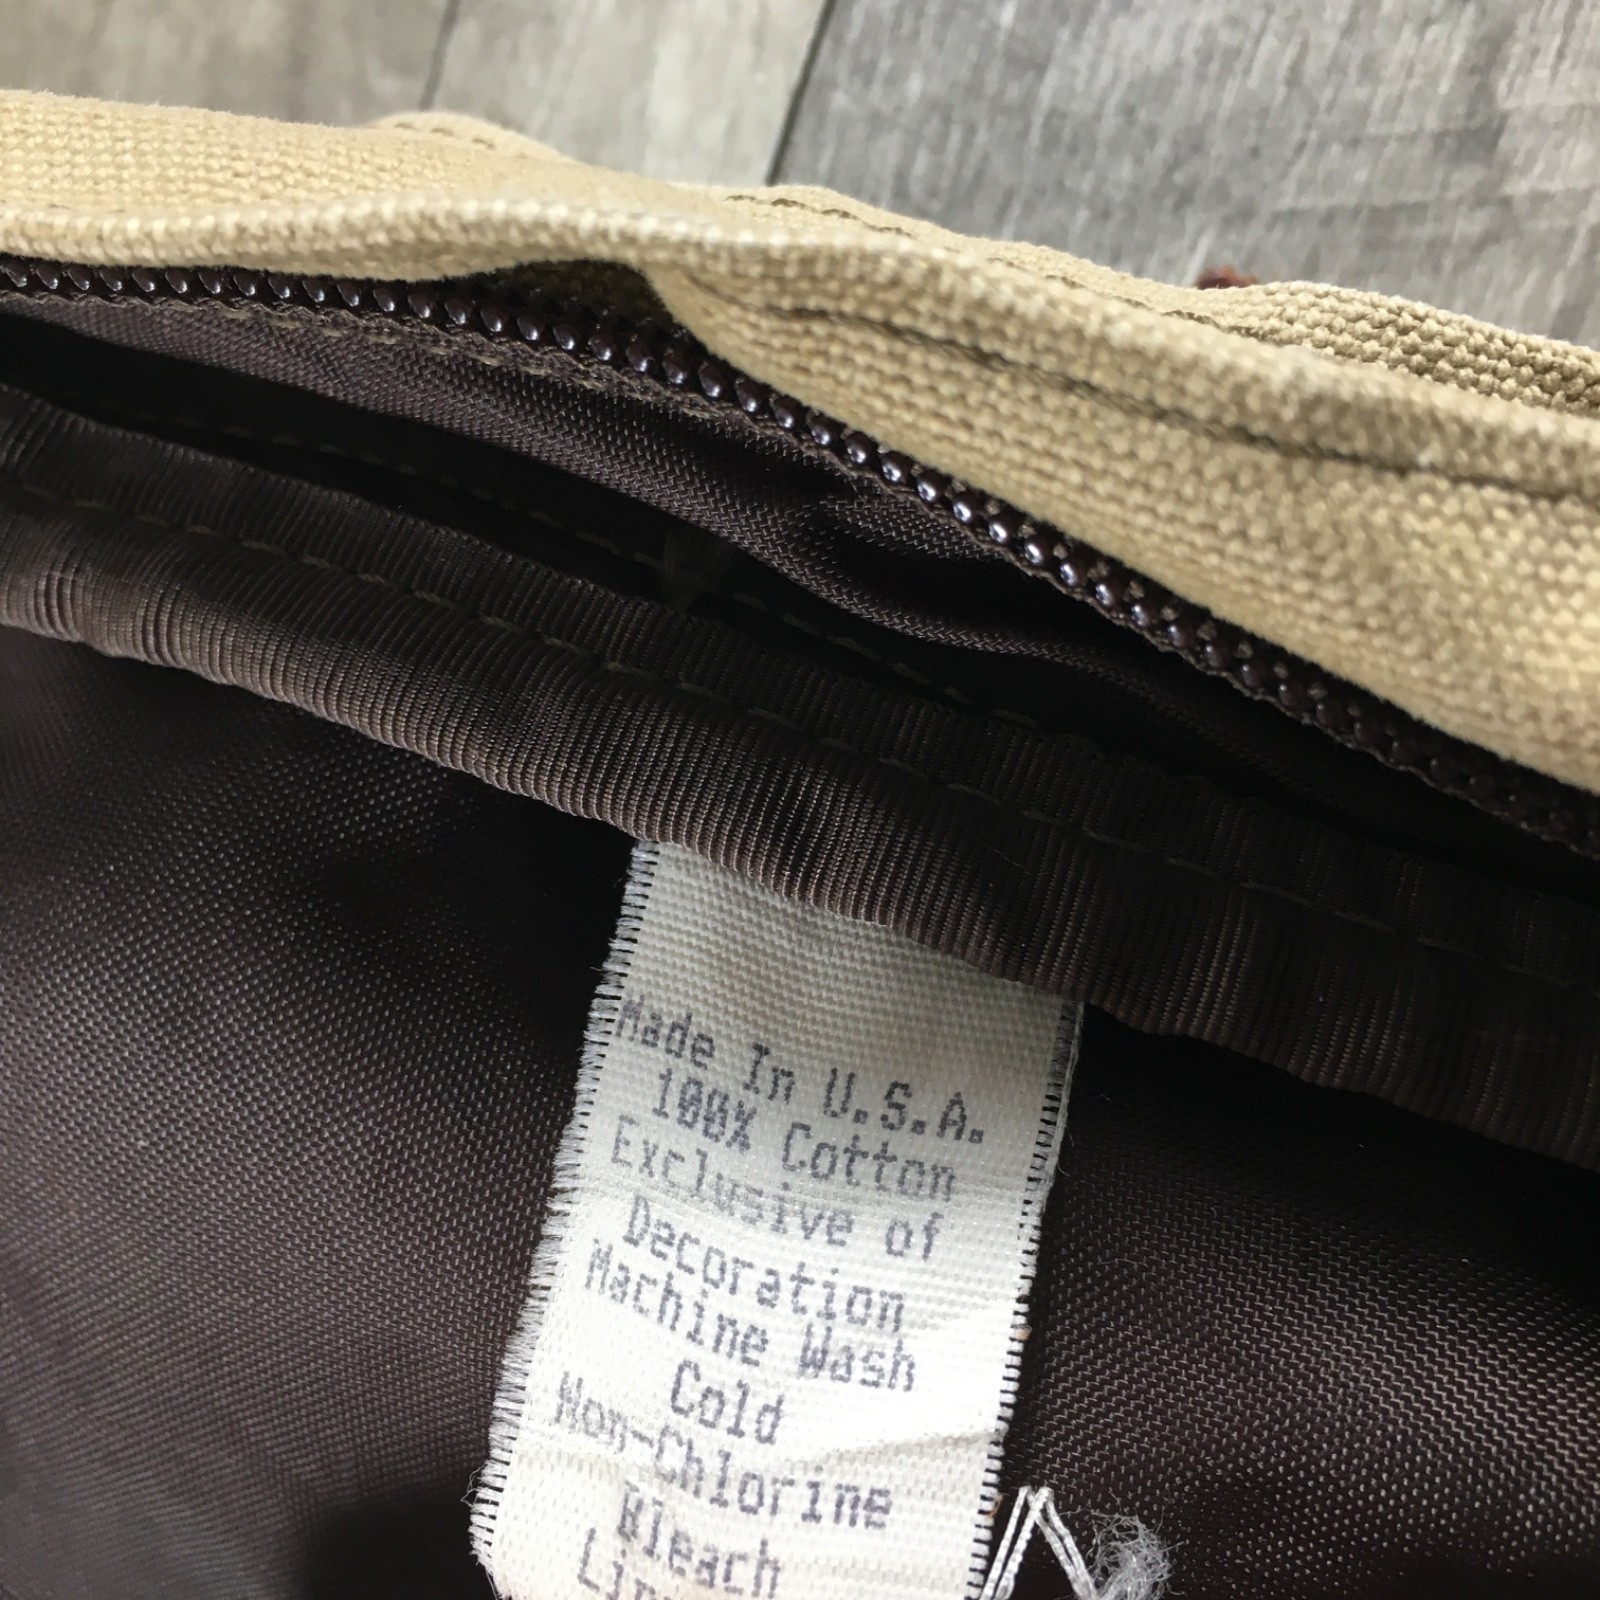 Made In U.S.A.
100% Cotton
Exclusive of
Decoration
Machine Wash
Cold
Non-Chlorine
Bleach